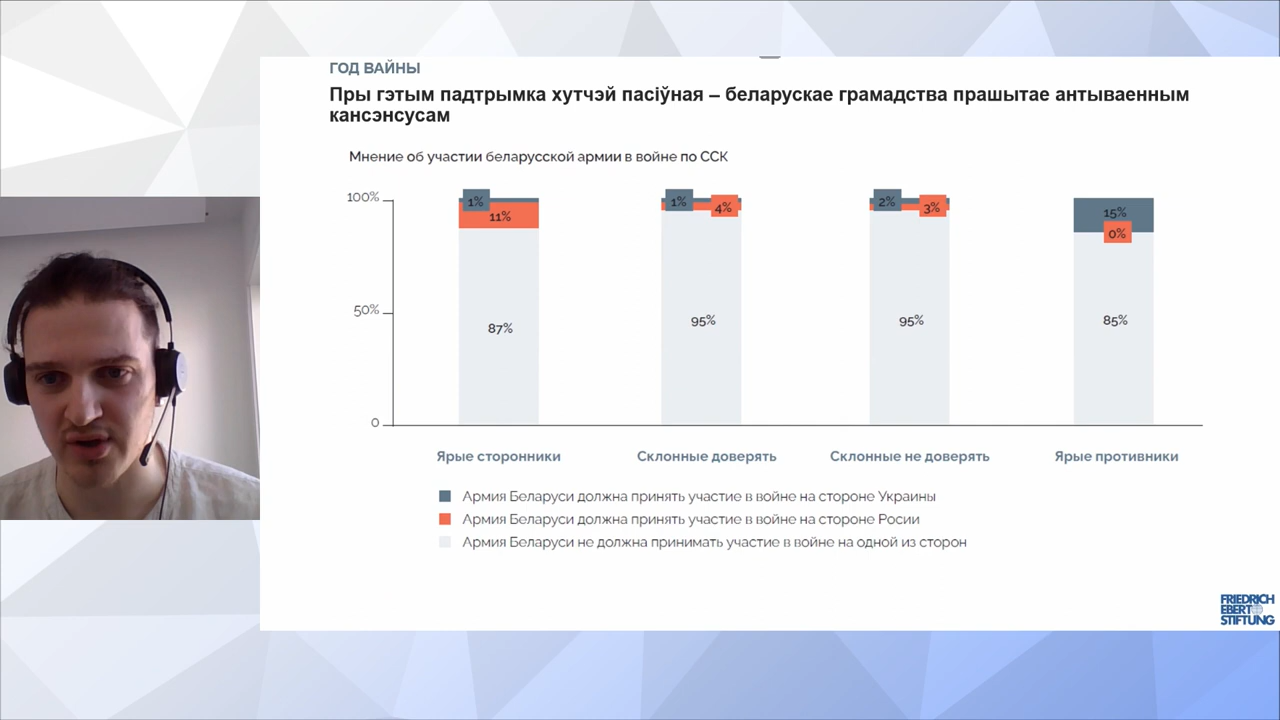 ГОД ВАЙНЫ
Пры гэтым падтрымка хутчэй пасіўная – беларускае грамадства прашытае антываенным
кансэнсусам
Мнение об участии беларусской армии в войне по ССК
100%
50%
0
1%
11%
87%
1%
4%
95%
2%
3%
95%
15%
0%
85%
Ярые сторонники
Склонные доверять
Склонные не доверять
Ярые противники
Армия Беларуси должна принять участие в войне на стороне Украины
Армия Беларуси должна принять участие в войне на стороне Росии
Армия Беларуси не должна принимать участие в войне на одной из сторон
FRIEDRICH
EBERT
STIFTUNG